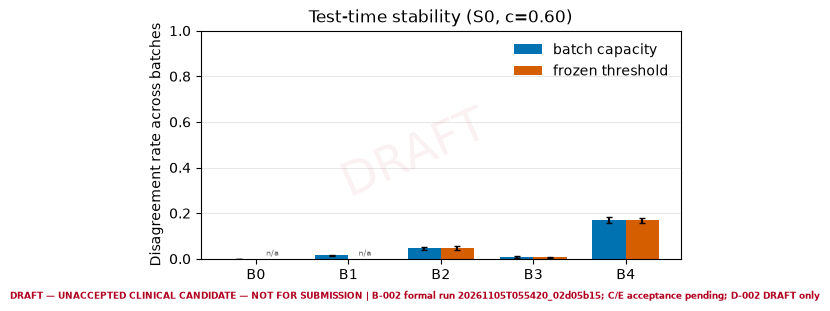 Test-time stability (S0, c=0.60)
Disagreement rate across batches
1.0
0.8
0.6
0.4
0.2
0.0
batch capacity
frozen threshold
DRAFT
n/a
n/a
B0 B1 B2 B3 B4
DRAFT — UNACCEPTED CLINICAL CANDIDATE — NOT FOR SUBMISSION | B-002 formal run 20261105T055420_02d05b15; C/E acceptance pending; D-002 DRAFT only